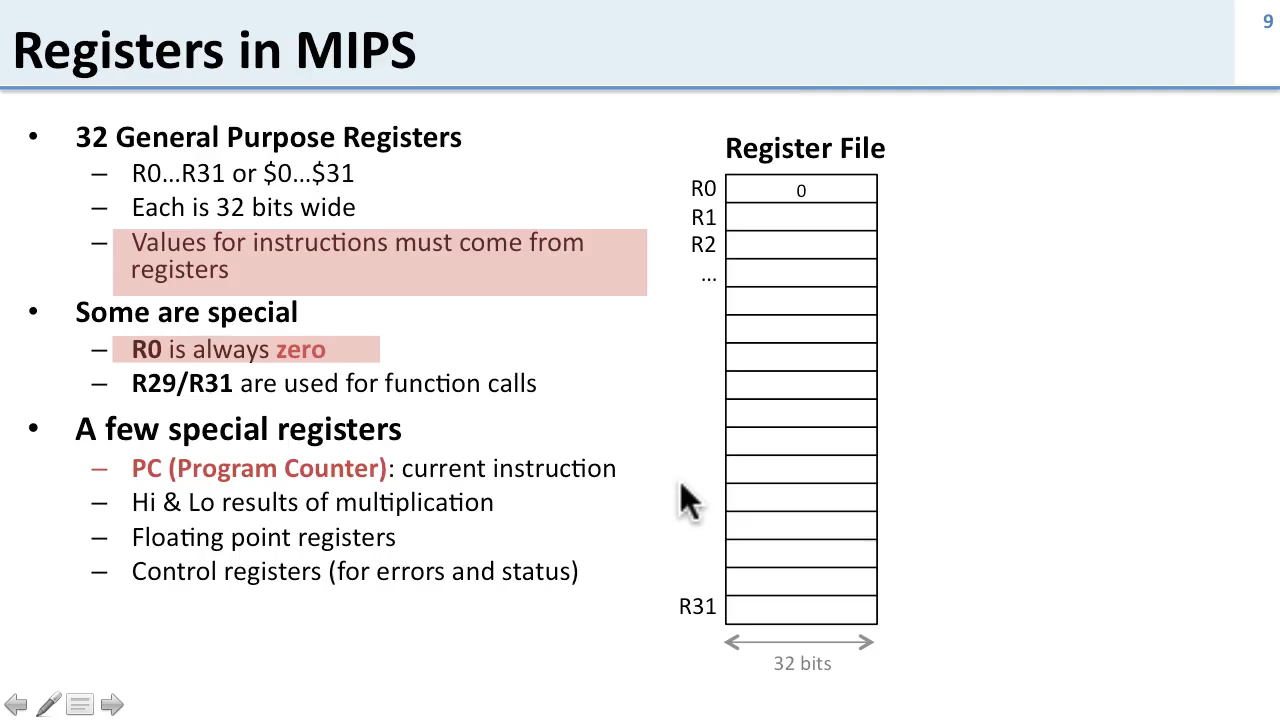 9
Registers in MIPS
• 32 General Purpose Registers
– R0...R31 or $0...$31
– Each is 32 bits wide
– Values for instructions must come from
registers
• Some are special
– R0 is always zero
– R29/R31 are used for function calls
• A few special registers
– PC (Program Counter): current instruction
– Hi & Lo results of multiplication
– Floating point registers
– Control registers (for errors and status)
Register File
R0 0
R1
R2
...
R31
32 bits